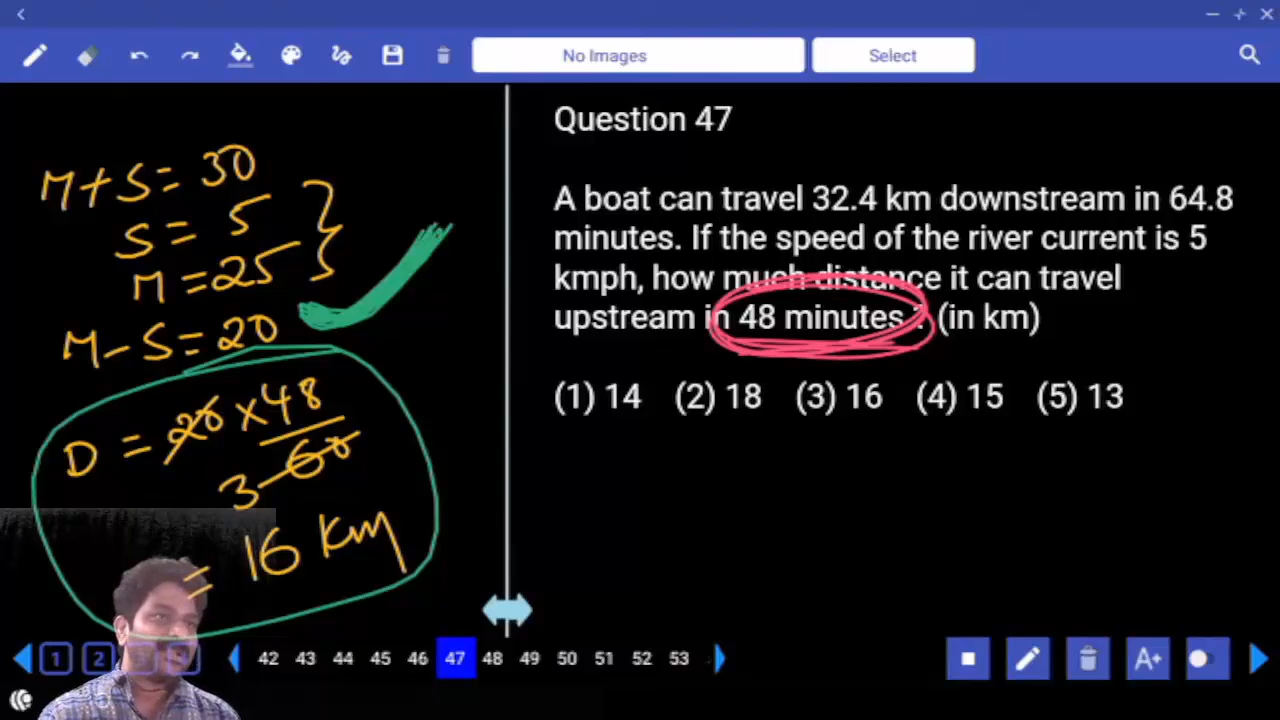 No Images
Select
M+S=30
S=5
M=25
M-S=20
D=20×48
3 60
=16 Km
Question 47
A boat can travel 32.4 km downstream in 64.8
minutes. If the speed of the river current is 5
kmph, how much distance it can travel
upstream in 48 minutes ? (in km)
(1) 14 (2) 18 (3) 16 (4) 15 (5) 13
1 2
42 43 44 45 46 47 48 49 50 51 52 53
A+